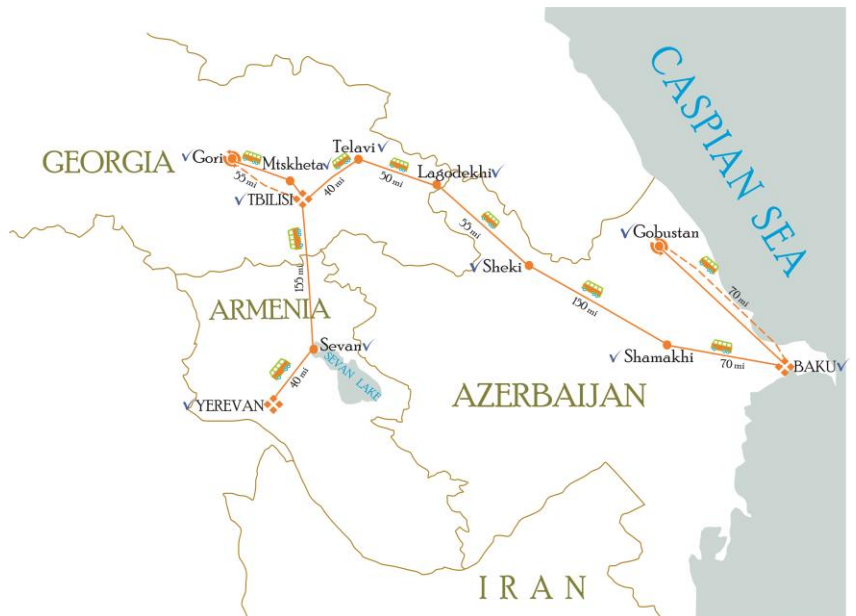 CASPIAN SEA
GEORGIA
Gori
Mtskheta
Telavi
Lagodekhi
55 mi
40 mi
50 mi
TBILISI
Gobustan
55 mi
Sheki
70 mi
155 mi
ARMENIA
150 mi
Sevan
SEVAN LAKE
Shamakhi
70 mi
BAKU
40 mi
YEREVAN
AZERBAIJAN
IRAN